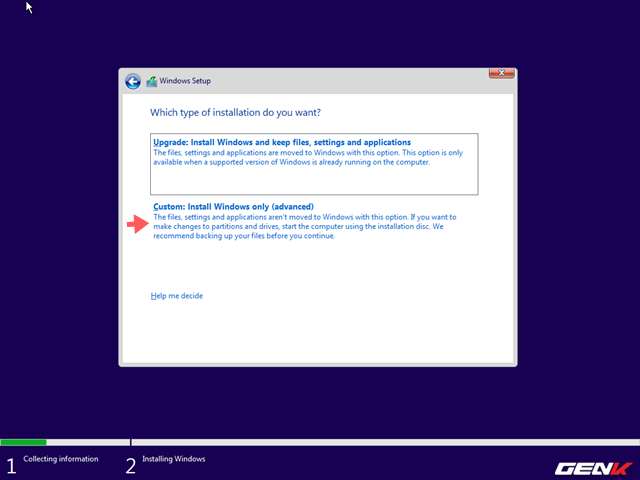 Windows Setup
Which type of installation do you want?
Upgrade: Install Windows and keep files, settings and applications
The files, settings and applications are moved to Windows with this option. This option is only
available when a supported version of Windows is already running on the computer.
Custom: Install Windows only (advanced)
The files, settings and applications aren't moved to Windows with this option. If you want to
make changes to partitions and drives, start the computer using the installation disc. We
recommend backing up your files before you continue.
Help me decide
1 Collecting information
2 Installing Windows
GENK